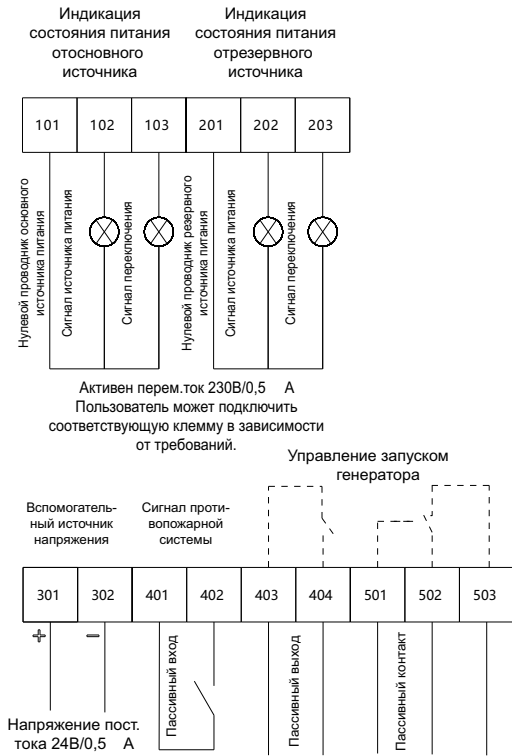 Индикация
состояния питания
отосновного
источника
Индикация
состояния питания
отрезервного
источника
101 102 103 201 202 203
Нулевой проводник основного
источника питания
Сигнал источника питания
Сигнал переключения
Нулевой проводник резервного
источника питания
Сигнал источника питания
Сигнал переключения
Активен перем.ток 230В/0,5 А
Пользователь может подключить
соответствующую клемму в зависимости
от требований.
Управление запуском
генератора
Вспомогатель-
ный источник
напряжения
Сигнал проти-
вопожарной
системы
301 302 401 402 403 404 501 502 503
+ −
Пассивный вход
Пассивный выход
Пассивный контакт
Напряжение пост.
тока 24В/0,5 А